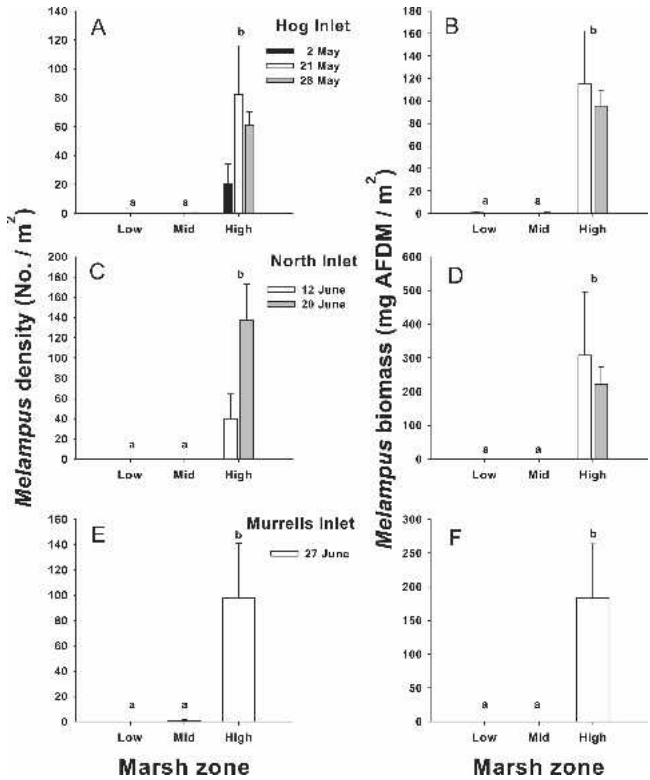 A
Hog Inlet
2 May
21 May
28 May
140
120
100
80
60
40
20
0
a
a
b
Low
Mid
High
B
180
160
140
120
100
80
60
40
20
0
a
a
b
Low
Mid
High
C
North Inlet
12 June
20 June
200
180
160
140
120
100
80
60
40
20
0
a
a
b
Low
Mid
High
D
600
500
400
300
200
100
0
a
a
b
Low
Mid
High
E
Murrells Inlet
27 June
160
140
120
100
80
60
40
20
0
a
a
b
Low
Mid
High
F
300
250
200
150
100
50
0
a
a
b
Low
Mid
High
Melampus density (No. / m²)
Melampus biomass (mg AFDM / m²)
Marsh zone
Marsh zone